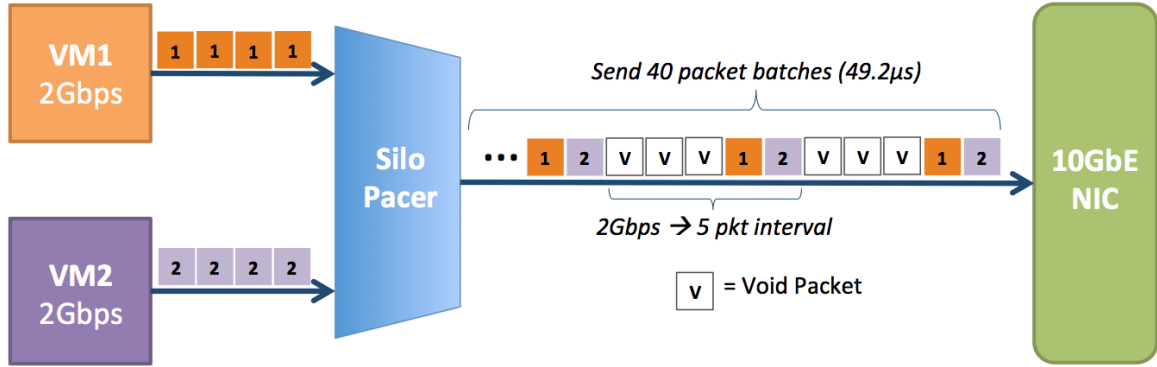 VM1
2Gbps
1 1 1 1
Send 40 packet batches (49.2µs)
Silo
Pacer
••• 1 2 V V V 1 2 V V V 1 2
10GbE
NIC
2Gbps → 5 pkt interval
VM2
2Gbps
2 2 2 2
V = Void Packet